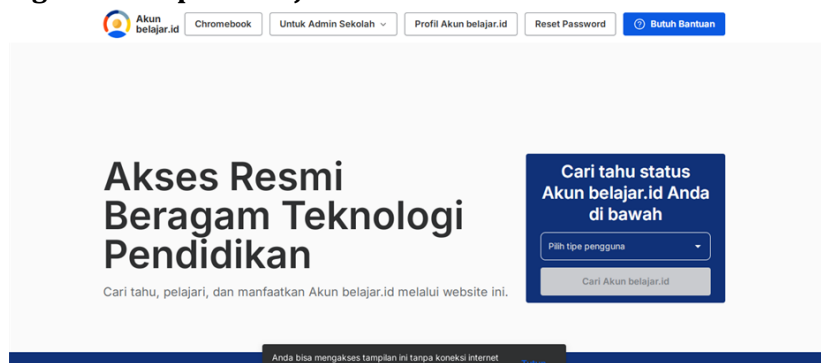 Akun
belajar.id
Chromebook
Untuk Admin Sekolah
Profil Akun belajar.id
Reset Password
Butuh Bantuan
Akses Resmi
Beragam Teknologi
Pendidikan
Cari tahu, pelajari, dan manfaatkan Akun belajar.id melalui website ini.
Cari tahu status
Akun belajar.id Anda
di bawah
Pilih tipe pengguna
Cari Akun belajar.id
Anda bisa mengakses tampilan ini tanpa koneksi internet